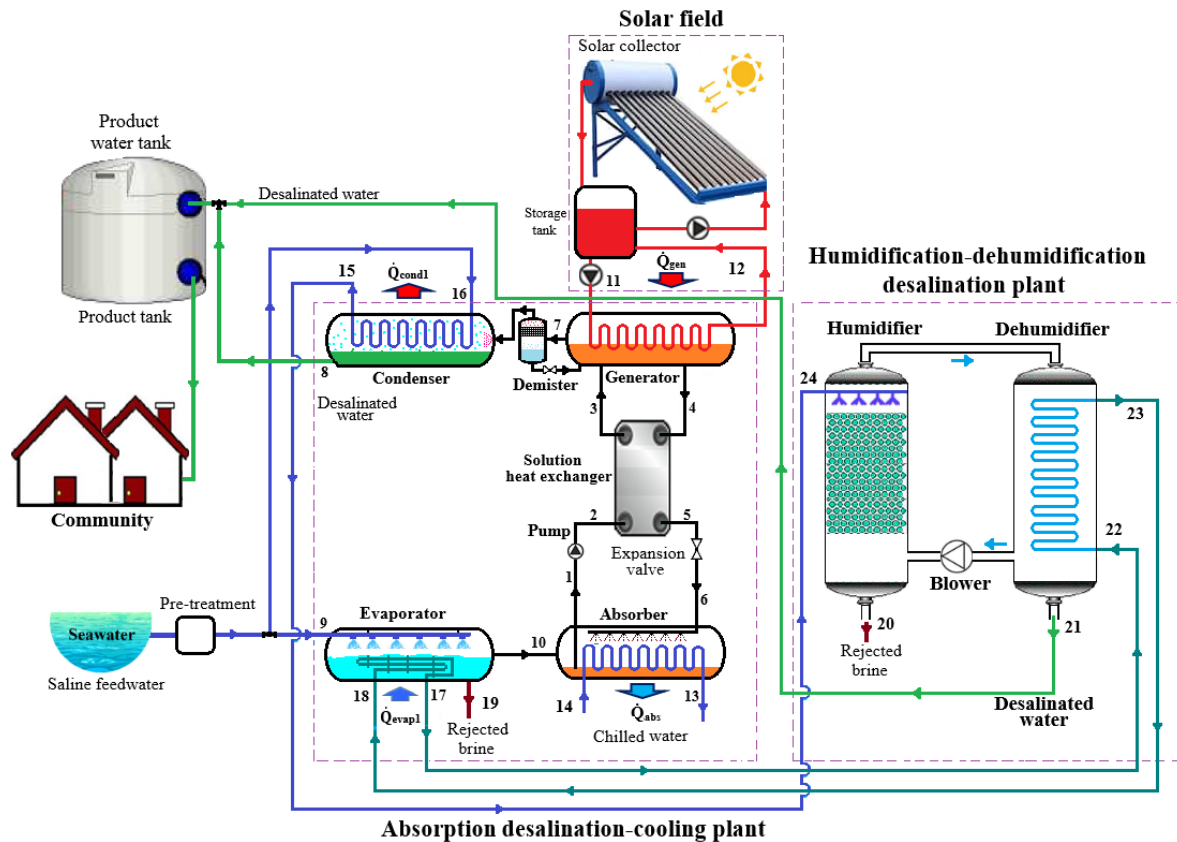 Solar field
Solar collector
Product
water tank
Desalinated water
Storage
tank
Q̇gen
11
12
Humidification-dehumidification
desalination plant
15
Q̇cond1
16
Product tank
Humidifier
Dehumidifier
7
8
Condenser
Demister
Generator
24
23
Desalinated
water
3
4
Solution
heat exchanger
Community
2
5
Pump
Expansion
valve
22
Blower
1
6
Pre-treatment
Evaporator
Absorber
20
21
Seawater
9
10
Rejected
brine
Saline feedwater
18
17
19
14
13
Q̇evap1
Q̇abs
Rejected
brine
Chilled water
Desalinated
water
Absorption desalination-cooling plant